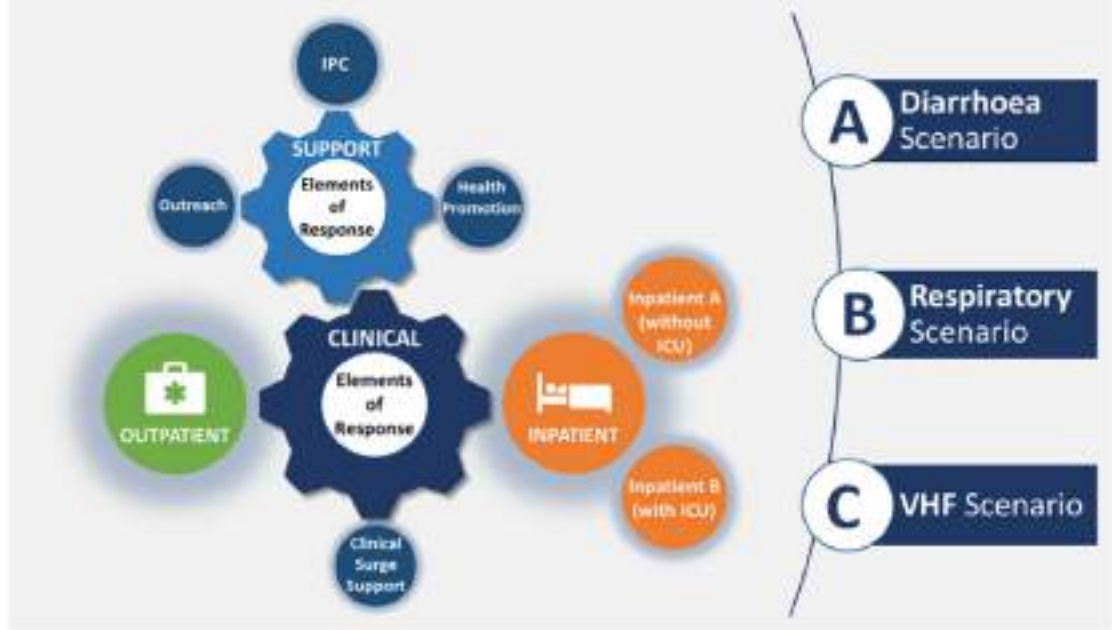 IPC
SUPPORT
Elements
of
Response
Outreach
Health
Promotion
CLINICAL
Elements
of
Response
OUTPATIENT
INPATIENT
Inpatient A
(without
ICU)
Inpatient B
(with ICU)
Clinical
Surge
Support
A
Diarrhoea
Scenario
B
Respiratory
Scenario
C
VHF Scenario